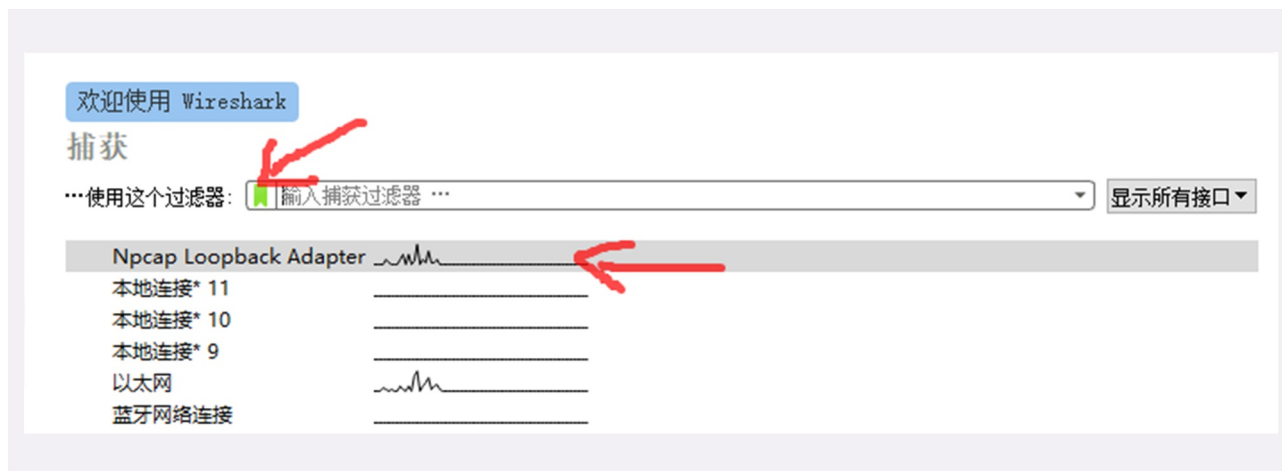 欢迎使用 Wireshark
捕获
…使用这个过滤器: 输入捕获过滤器 … 显示所有接口
Npcap Loopback Adapter
本地连接* 11
本地连接* 10
本地连接* 9
以太网
蓝牙网络连接